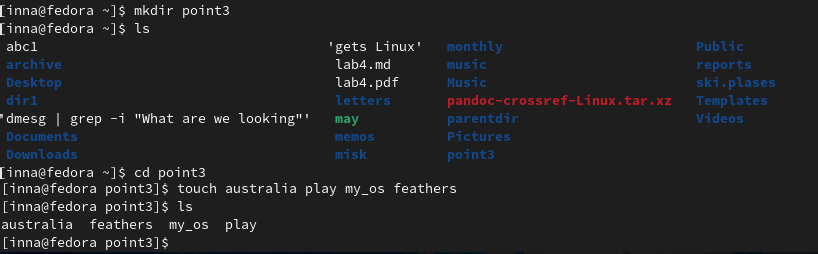 [inna@fedora ~]$ mkdir point3
[inna@fedora ~]$ ls
abc1 'gets Linux' monthly Public
archive lab4.md music reports
Desktop lab4.pdf Music ski.plases
dir1 letters pandoc-crossref-Linux.tar.xz Templates
'dmesg | grep -i "What are we looking"' may parentdir Videos
Documents memos Pictures
Downloads misk point3
[inna@fedora ~]$ cd point3
[inna@fedora point3]$ touch australia play my_os feathers
[inna@fedora point3]$ ls
australia feathers my_os play
[inna@fedora point3]$